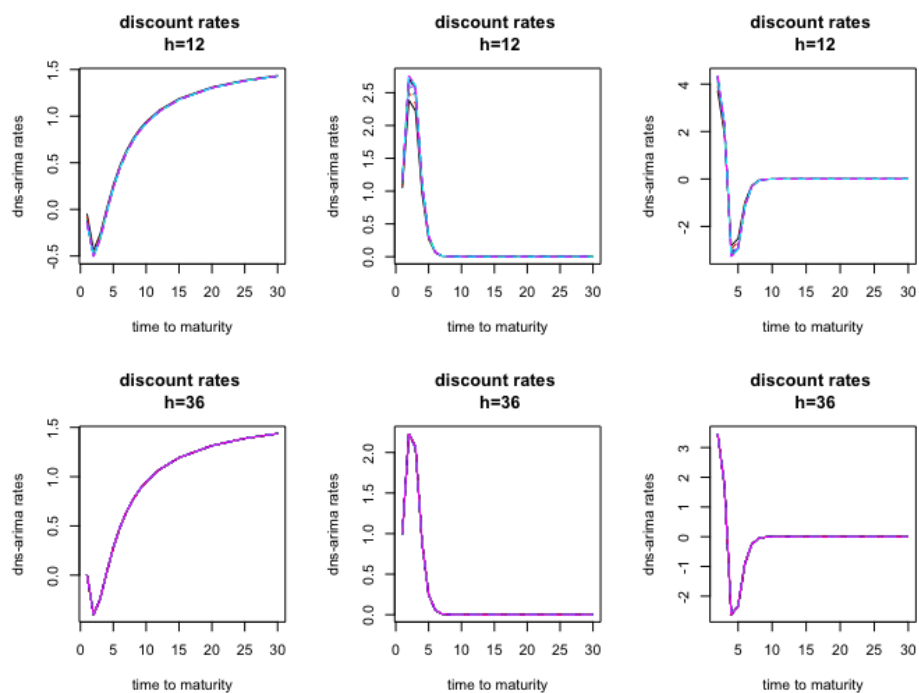 discount rates
h=12
dns-arima rates
1.5
1.0
0.5
0.0
-0.5
0 5 10 15 20 25 30
time to maturity
discount rates
h=12
dns-arima rates
2.5
2.0
1.5
1.0
0.5
0.0
0 5 10 15 20 25 30
time to maturity
discount rates
h=12
dns-arima rates
4
2
0
-2
5 10 15 20 25 30
time to maturity
discount rates
h=36
dns-arima rates
1.5
1.0
0.5
0.0
0 5 10 15 20 25 30
time to maturity
discount rates
h=36
dns-arima rates
2.0
1.5
1.0
0.5
0.0
0 5 10 15 20 25 30
time to maturity
discount rates
h=36
dns-arima rates
3
2
1
0
-1
-2
5 10 15 20 25 30
time to maturity